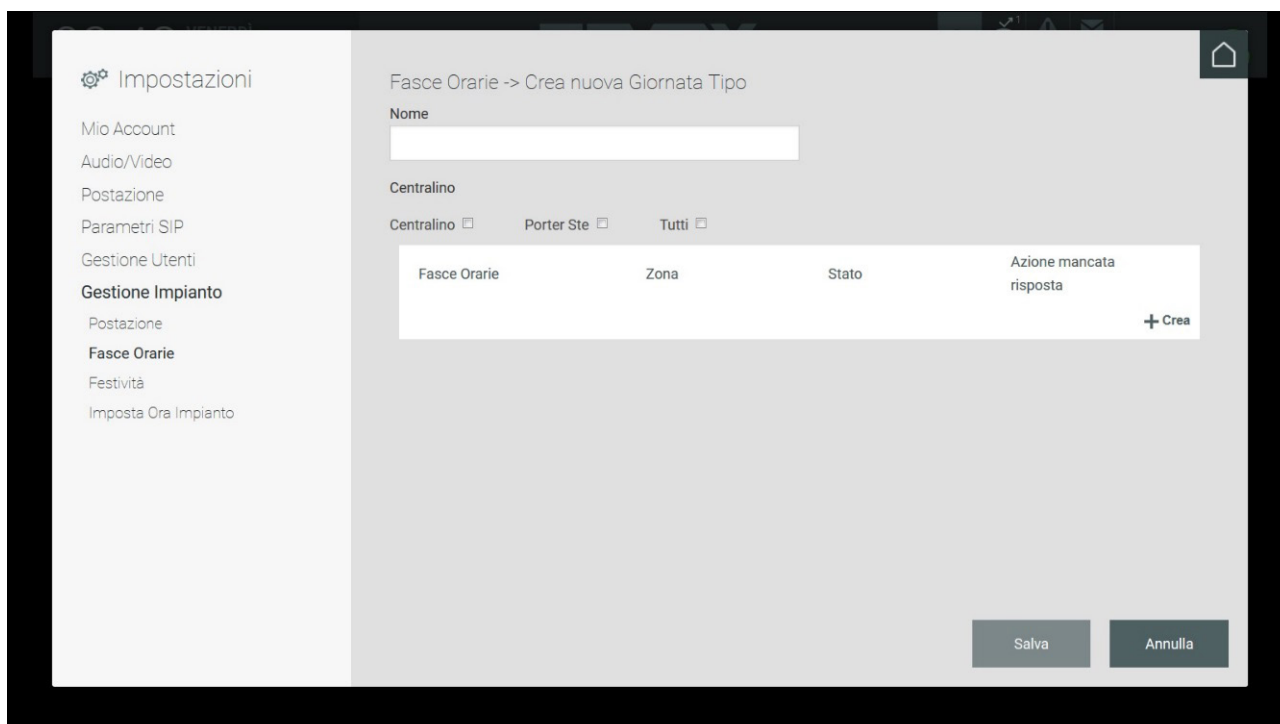 VENERDÌ
Impostazioni
Mio Account
Audio/Video
Postazione
Parametri SIP
Gestione Utenti
Gestione Impianto
Postazione
Fasce Orarie
Festività
Imposta Ora Impianto
Fasce Orarie -> Crea nuova Giornata Tipo
Nome
Centralino
Centralino Porter Ste Tutti
Fasce Orarie Zona Stato Azione mancata
risposta
+ Crea
Salva Annulla